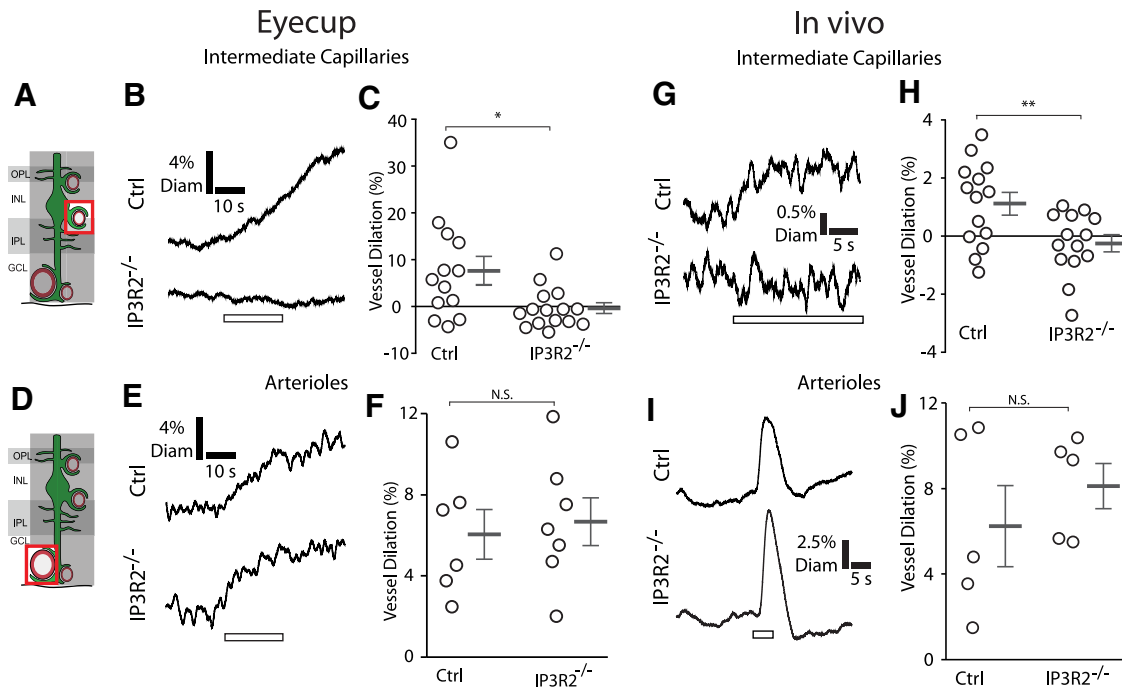 Eyecup
In vivo
Intermediate Capillaries
Intermediate Capillaries
A
OPL
INL
IPL
GCL
B
Ctrl
4%
Diam
10 s
IP3R2-/-
C
Vessel Dilation (%)
40
30
20
10
0
-10
*
Ctrl
IP3R2-/-
G
Ctrl
0.5%
Diam
5 s
IP3R2-/-
H
Vessel Dilation (%)
4
2
0
-2
-4
**
Ctrl
IP3R2-/-
Arterioles
Arterioles
D
OPL
INL
IPL
GCL
E
Ctrl
4%
Diam
10 s
IP3R2-/-
F
Vessel Dilation (%)
12
8
4
0
N.S.
Ctrl
IP3R2-/-
I
Ctrl
2.5%
Diam
5 s
IP3R2-/-
J
Vessel Dilation (%)
12
8
4
0
N.S.
Ctrl
IP3R2-/-